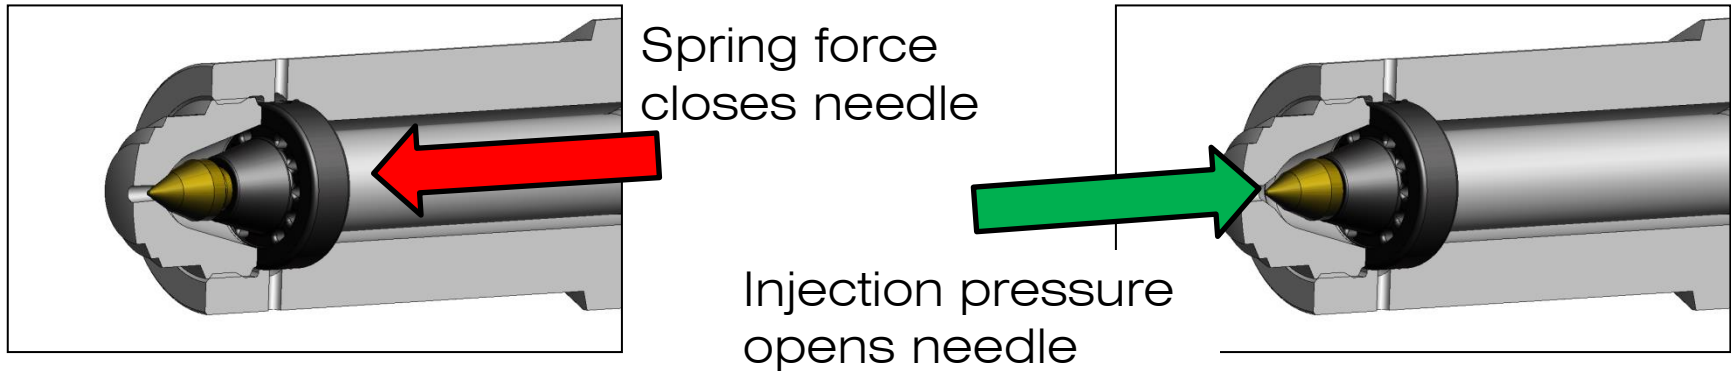 Spring force
closes needle
Injection pressure
opens needle